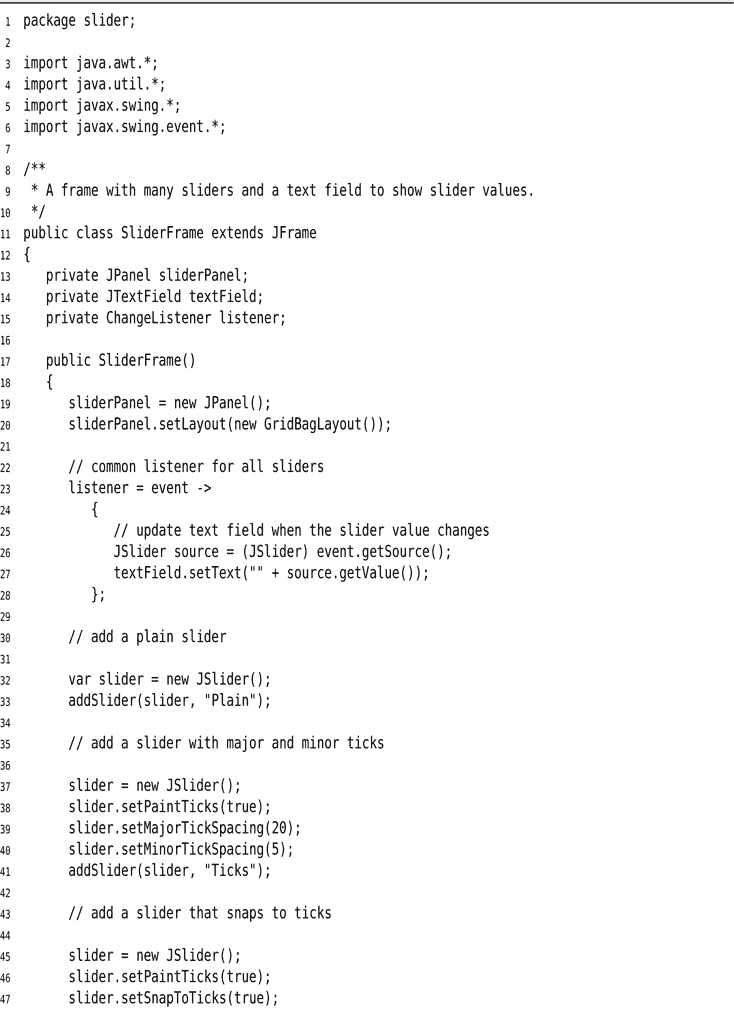 1 package slider;
2
3 import java.awt.*;
4 import java.util.*;
5 import javax.swing.*;
6 import javax.swing.event.*;
7
8 /**
9  * A frame with many sliders and a text field to show slider values.
10  */
11 public class SliderFrame extends JFrame
12 {
13    private JPanel sliderPanel;
14    private JTextField textField;
15    private ChangeListener listener;
16
17    public SliderFrame()
18    {
19       sliderPanel = new JPanel();
20       sliderPanel.setLayout(new GridBagLayout());
21
22       // common listener for all sliders
23       listener = event ->
24          {
25             // update text field when the slider value changes
26             JSlider source = (JSlider) event.getSource();
27             textField.setText("" + source.getValue());
28          };
29
30       // add a plain slider
31
32       var slider = new JSlider();
33       addSlider(slider, "Plain");
34
35       // add a slider with major and minor ticks
36
37       slider = new JSlider();
38       slider.setPaintTicks(true);
39       slider.setMajorTickSpacing(20);
40       slider.setMinorTickSpacing(5);
41       addSlider(slider, "Ticks");
42
43       // add a slider that snaps to ticks
44
45       slider = new JSlider();
46       slider.setPaintTicks(true);
47       slider.setSnapToTicks(true);